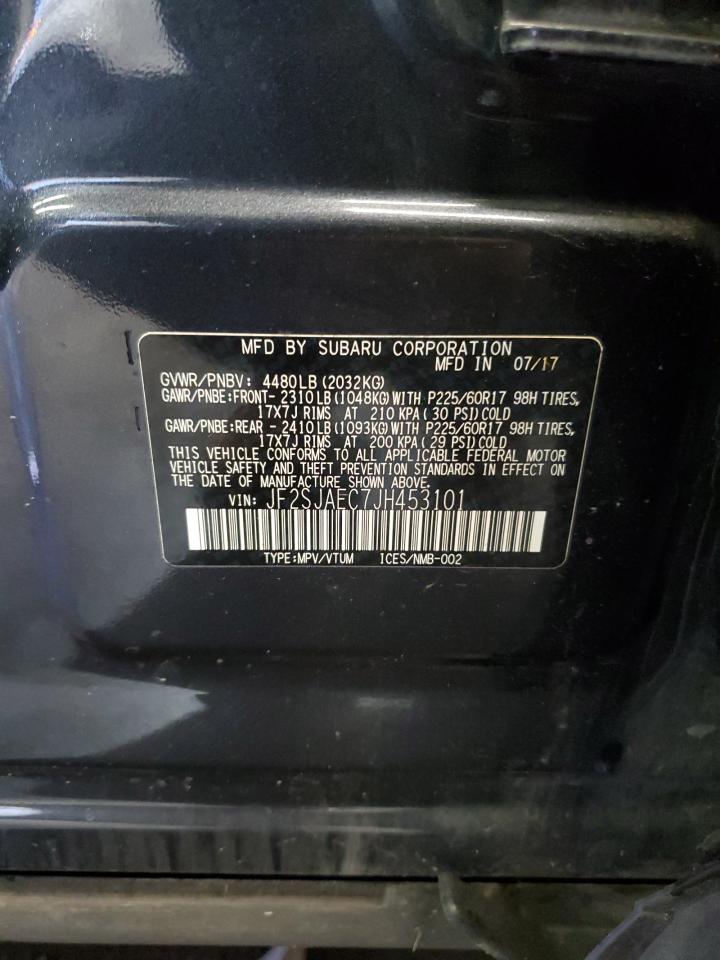 MFD BY SUBARU CORPORATION
MFD IN 07/17
GVWR/PNBV: 4480LB(2032KG)
GAWR/PNBE:FRONT- 2310LB(1048KG)WITH P225/60R17 98H TIRES,
17X7J RIMS AT 210 KPA( 30 PSI)COLD
GAWR/PNBE:REAR - 2410LB(1093KG)WITH P225/60R17 98H TIRES,
17X7J RIMS AT 200 KPA( 29 PSI)COLD
THIS VEHICLE CONFORMS TO ALL APPLICABLE FEDERAL MOTOR
VEHICLE SAFETY AND THEFT PREVENTION STANDARDS IN EFFECT ON
THE DATE OF MANUFACTURE SHOWN ABOVE
VIN: JF2SJAEC7JH453101
TYPE:MPV/VTUM ICES/NMB-002